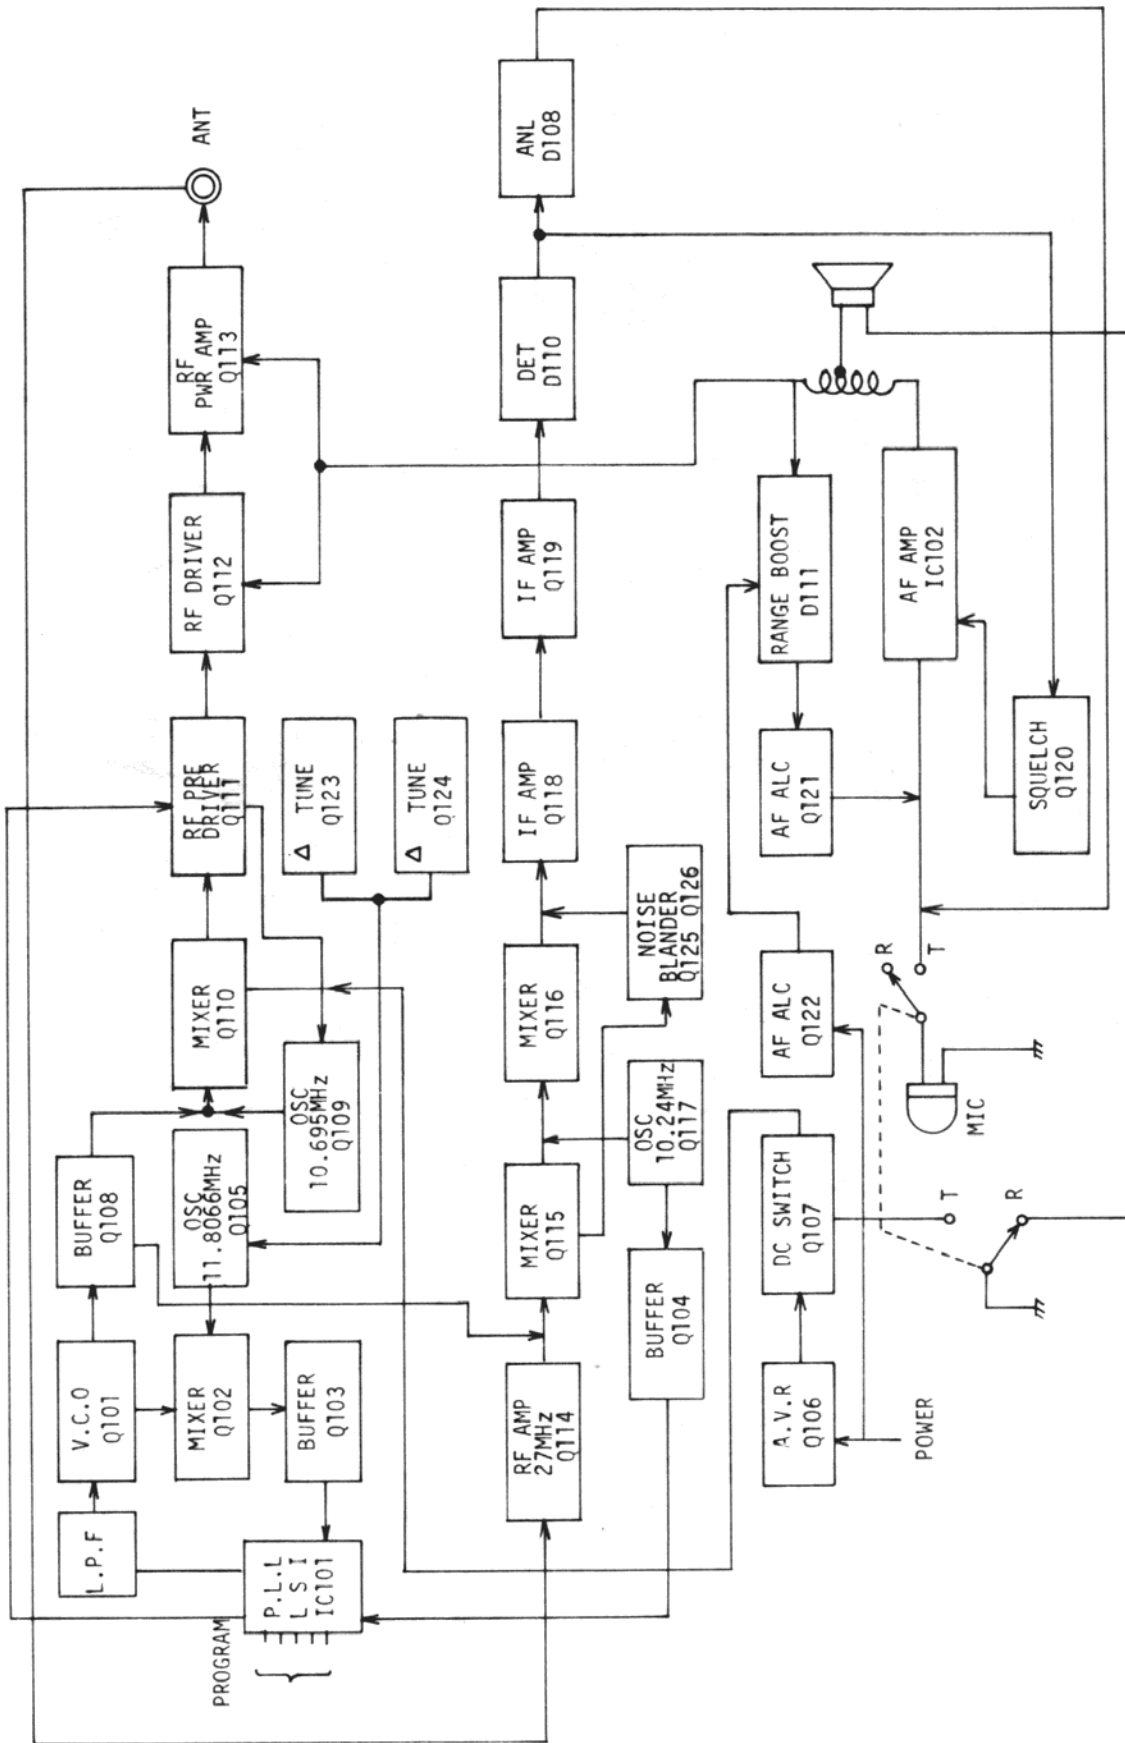 L.P.F
V.C.O
Q101
BUFFER
Q108
PROGRAM
P.L.L
L S I
IC101
BUFFER
Q103
MIXER
Q102
OSC
11.8066MHz
Q105
OSC
10.695MHz
Q109
MIXER
Q110
RF PRE
DRIVER
Q111
RF DRIVER
Q112
RF
PWR AMP
Q113
ANT
Δ TUNE
Q123
Δ TUNE
Q124
RF AMP
27MHz
Q114
MIXER
Q115
MIXER
Q116
IF AMP
Q118
IF AMP
Q119
DET
D110
ANL
D108
BUFFER
Q104
OSC
10.24MHz
Q117
NOISE
BLANDER
Q125 Q126
A.V.R
Q106
DC SWITCH
Q107
AF ALC
Q122
AF ALC
Q121
RANGE BOOST
D111
AF AMP
IC102
POWER
T
R
MIC
R
T
SQUELCH
Q120